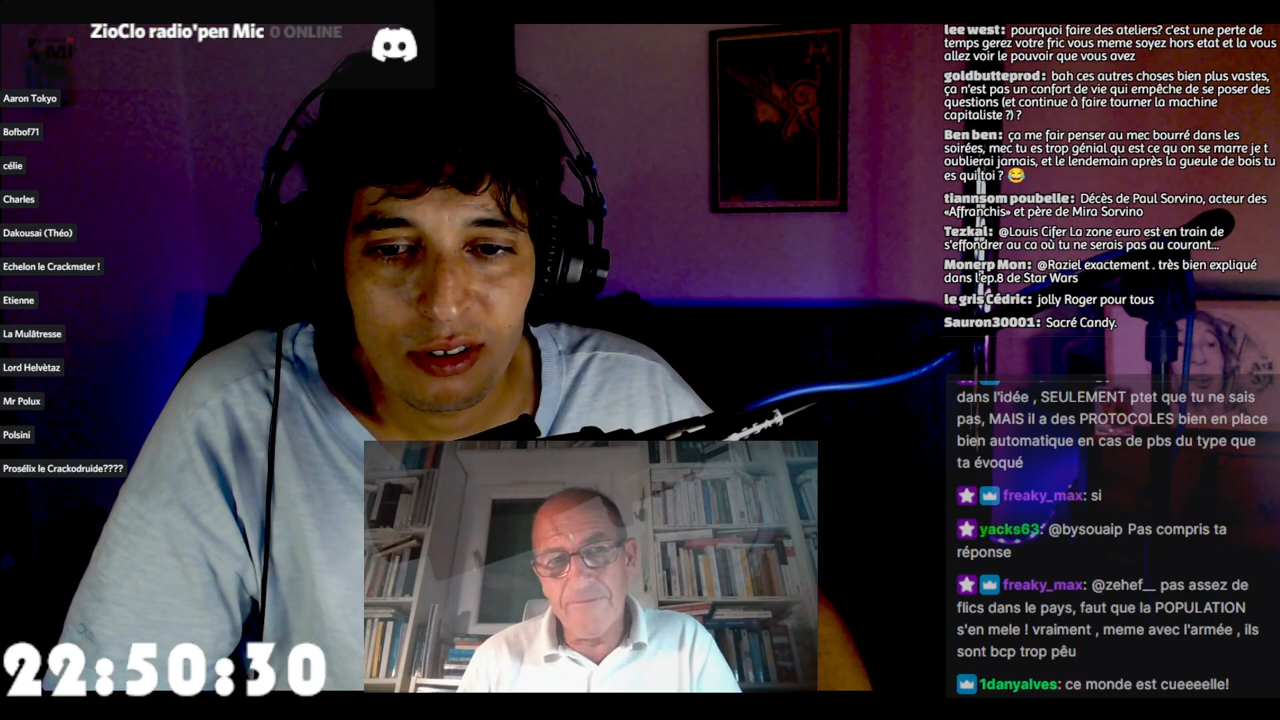 ZioClo radio'pen Mic 0 ONLINE
Aaron Tokyo
Bofbof71
célie
Charles
Dakousai (Théo)
Echelon le Crackmster !
Etienne
La Mulâtresse
Lord Helvètaz
Mr Polux
Polsini
Prosélix le Crackodruide????
22:50:30
lee west: pourquoi faire des ateliers? c'est une perte de
temps gerez votre fric vous meme soyez hors etat et la vous
allez voir le pouvoir que vous avez
goldbutteprod: bah ces autres choses bien plus vastes,
ça n'est pas un confort de vie qui empêche de se poser des
questions (et continue à faire tourner la machine
capitaliste ?) ?
Ben ben: ça me fair penser au mec bourré dans les
soirées, mec tu es trop génial qu est ce qu on se marre je t
oublierai jamais, et le lendemain après la gueule de bois tu
es qui toi ? 😂
tiannsom poubelle: Décès de Paul Sorvino, acteur des
«Affranchis» et père de Mira Sorvino
Tezkal: @Louis Cifer La zone euro est en train de
s'effondrer au ca où tu ne serais pas au courant...
Monerp Mon: @Raziel exactement . très bien expliqué
dans l'ép.8 de Star Wars
le gris Cédric: jolly Roger pour tous
Sauron30001: Sacré Candy.
dans l'idée , SEULEMENT ptet que tu ne sais
pas, MAIS il a des PROTOCOLES bien en place
bien automatique en cas de pbs du type que
ta évoqué
freaky_max: si
yacks63: @bysouaip Pas compris ta
réponse
freaky_max: @zehef__ pas assez de
flics dans le pays, faut que la POPULATION
s'en mele ! vraiment , meme avec l'armée , ils
sont bcp trop pêu
1danyalves: ce monde est cueeeelle!